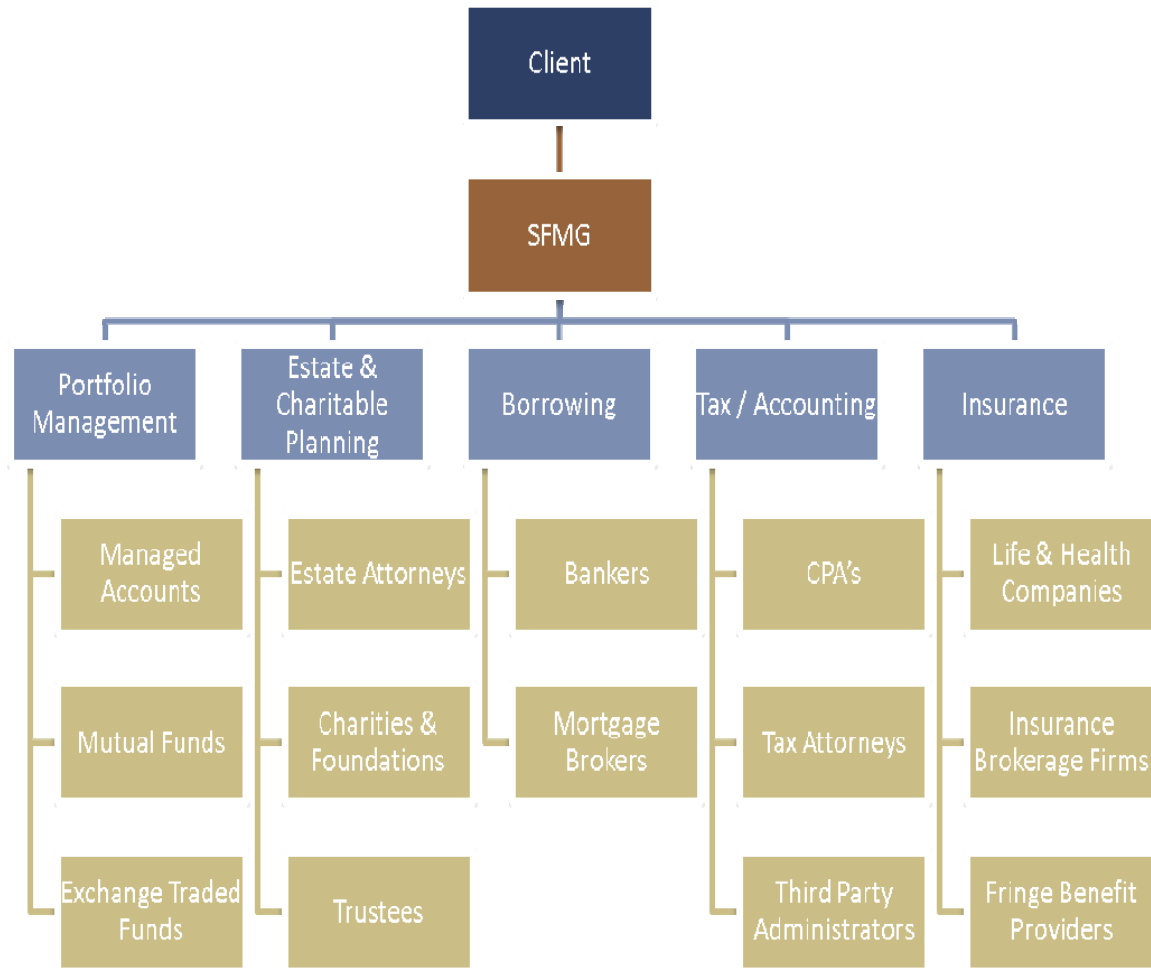 Client
SFMG
Portfolio
Management
Estate &
Charitable
Planning
Borrowing
Tax / Accounting
Insurance
Managed
Accounts
Mutual Funds
Exchange Traded
Funds
Estate Attorneys
Charities &
Foundations
Trustees
Bankers
Mortgage
Brokers
CPA’s
Tax Attorneys
Third Party
Administrators
Life & Health
Companies
Insurance
Brokerage Firms
Fringe Benefit
Providers